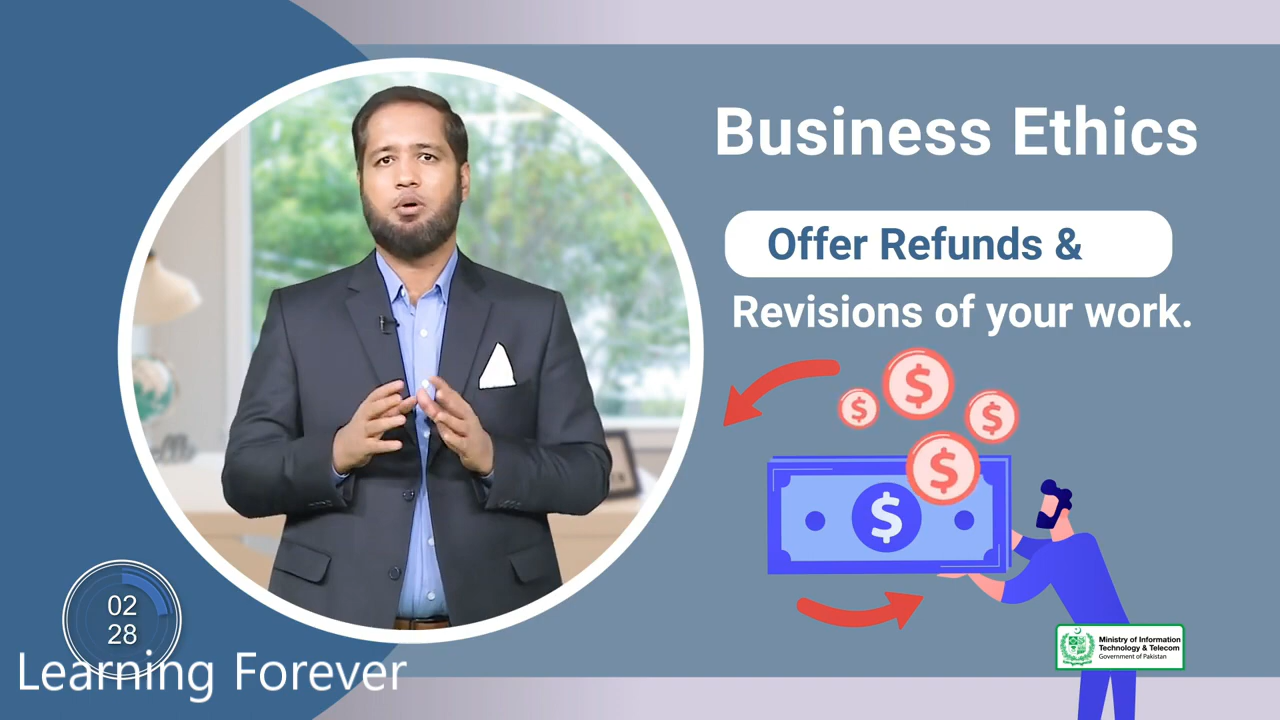 Business Ethics
Offer Refunds &
Revisions of your work.
$
$
$
$
$
02
28
Learning Forever
Ministry of Information
Technology & Telecom
Government of Pakistan